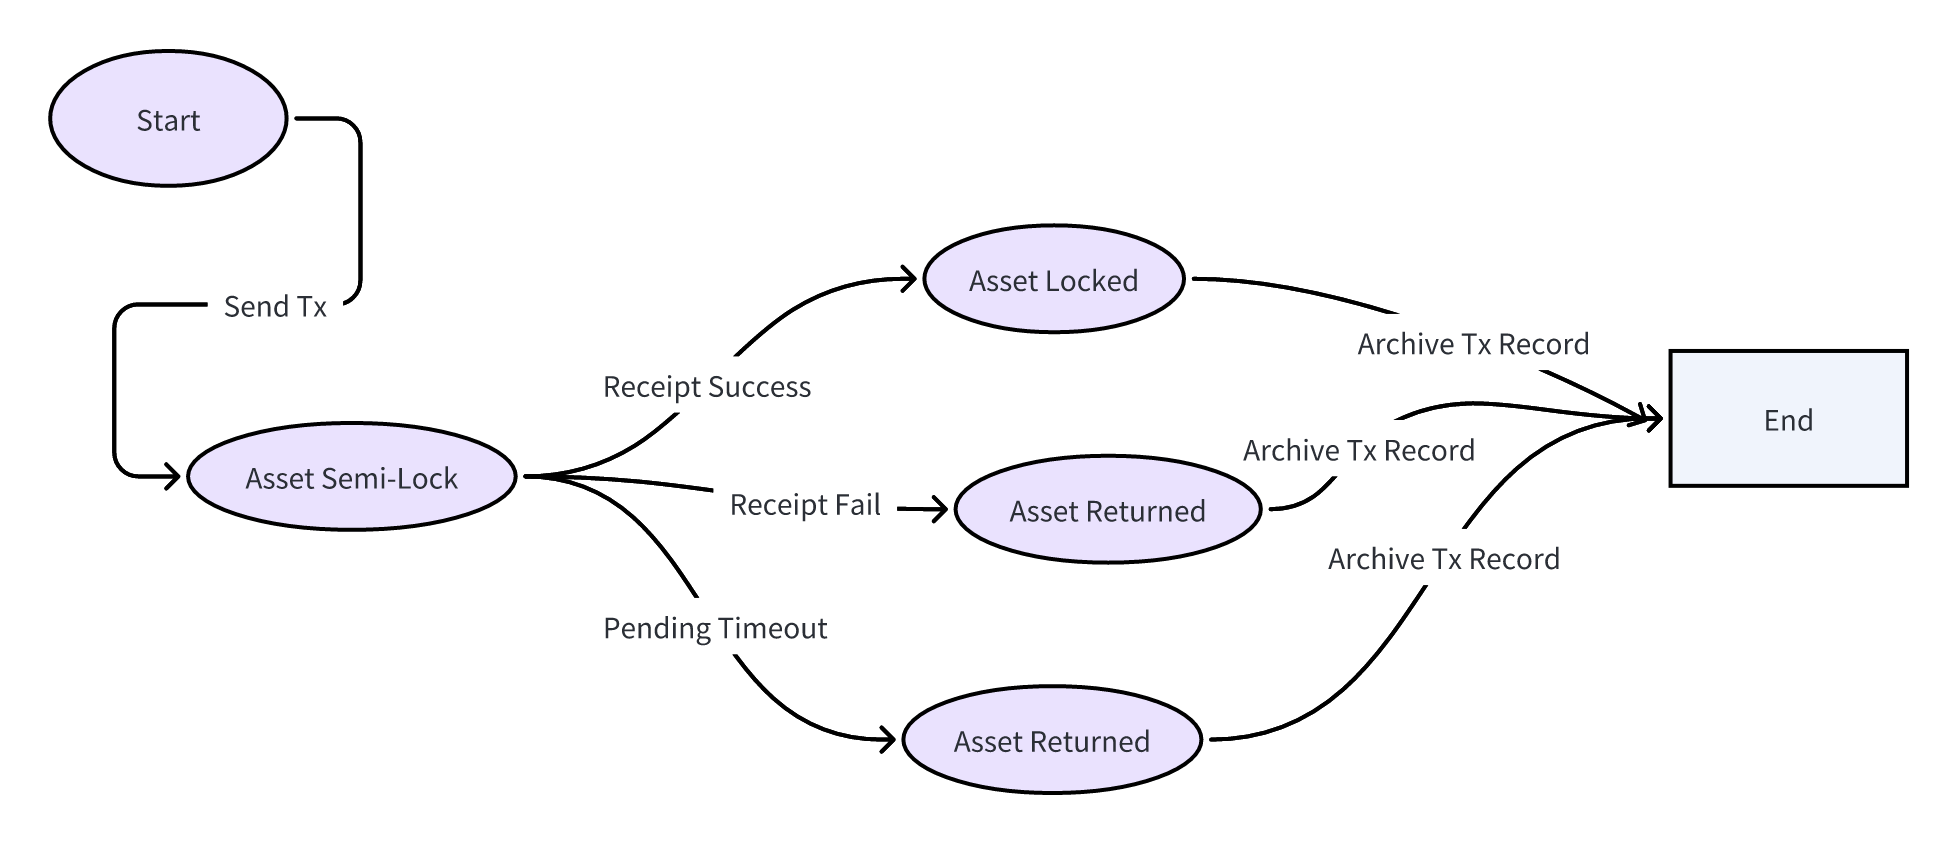 Start
Send Tx
Asset Semi-Lock
Receipt Success
Receipt Fail
Pending Timeout
Asset Locked
Asset Returned
Asset Returned
Archive Tx Record
Archive Tx Record
Archive Tx Record
End